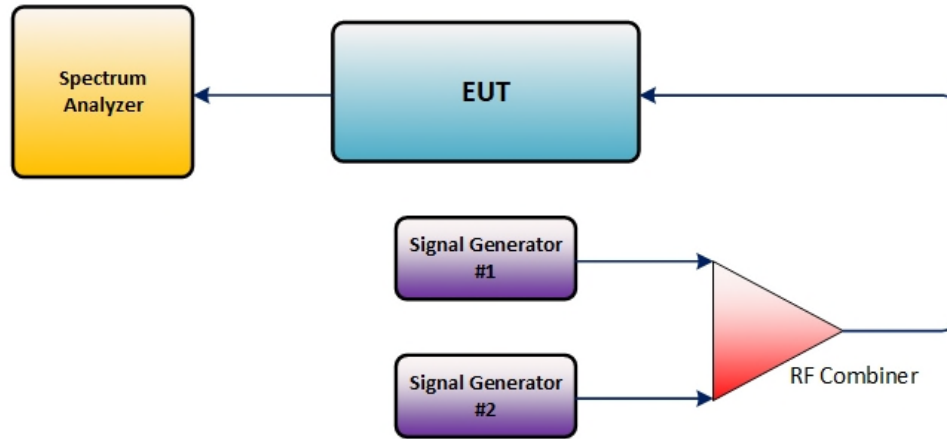 Spectrum
Analyzer
EUT
Signal Generator
#1
Signal Generator
#2
RF Combiner